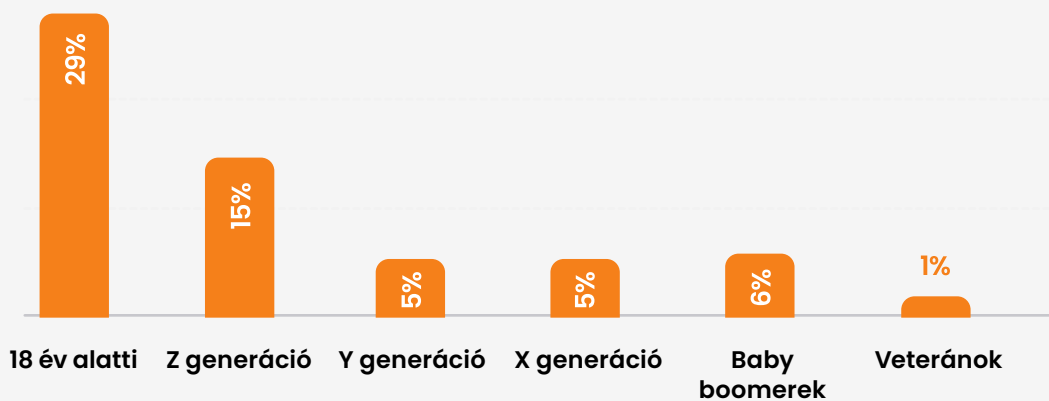 29%
15%
5%
5%
6%
1%
18 év alatti
Z generáció
Y generáció
X generáció
Baby
boomerek
Veteránok